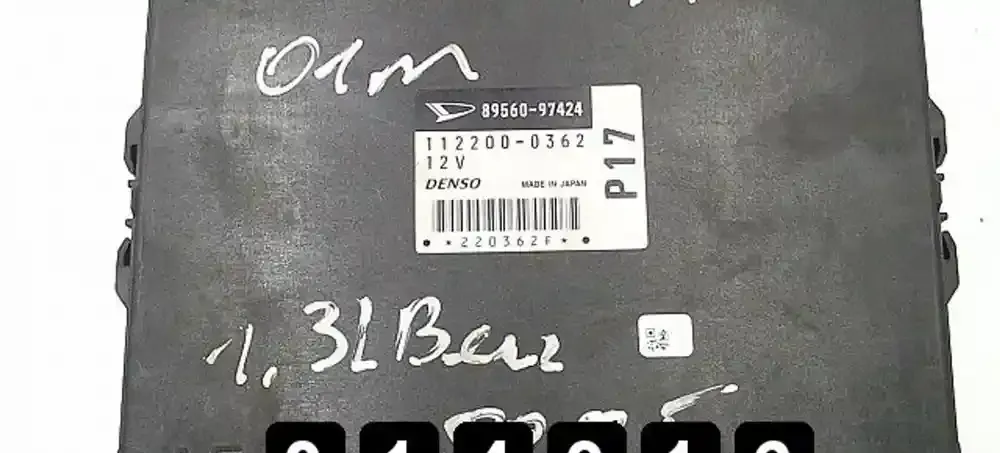 01m
89560-97424
112200-0362
12V
DENSO MADE IN JAPAN
P17
*220362F*
1,3L Benz